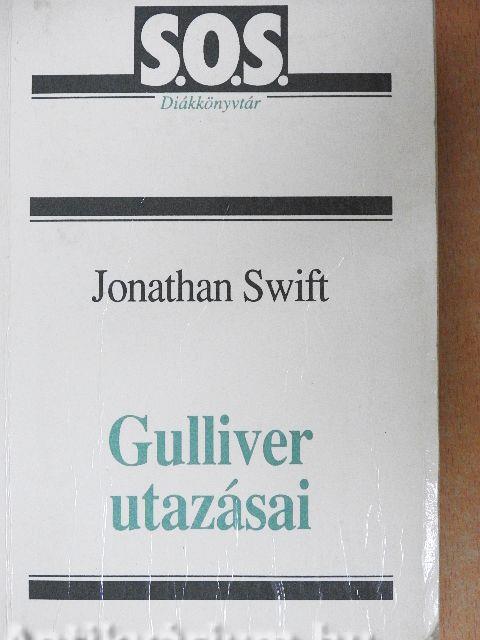 S.O.S.
Diákkönyvtár
Jonathan Swift
Gulliver
utazásai